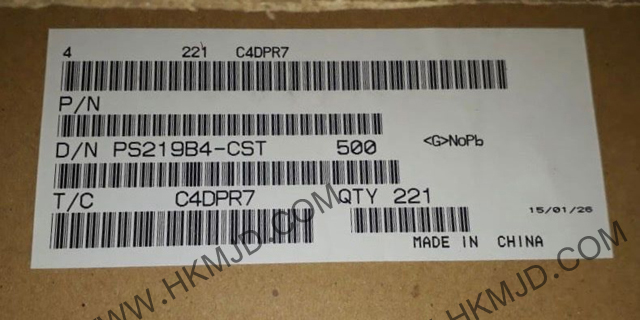 4 221 C4DPR7
P/N
D/N PS219B4-CST 500
<G>NoPb
T/C C4DPR7 QTY 221
15/01/26
MADE IN CHINA
WWW.HKMJD.COM
WWW.HKMJD.COM